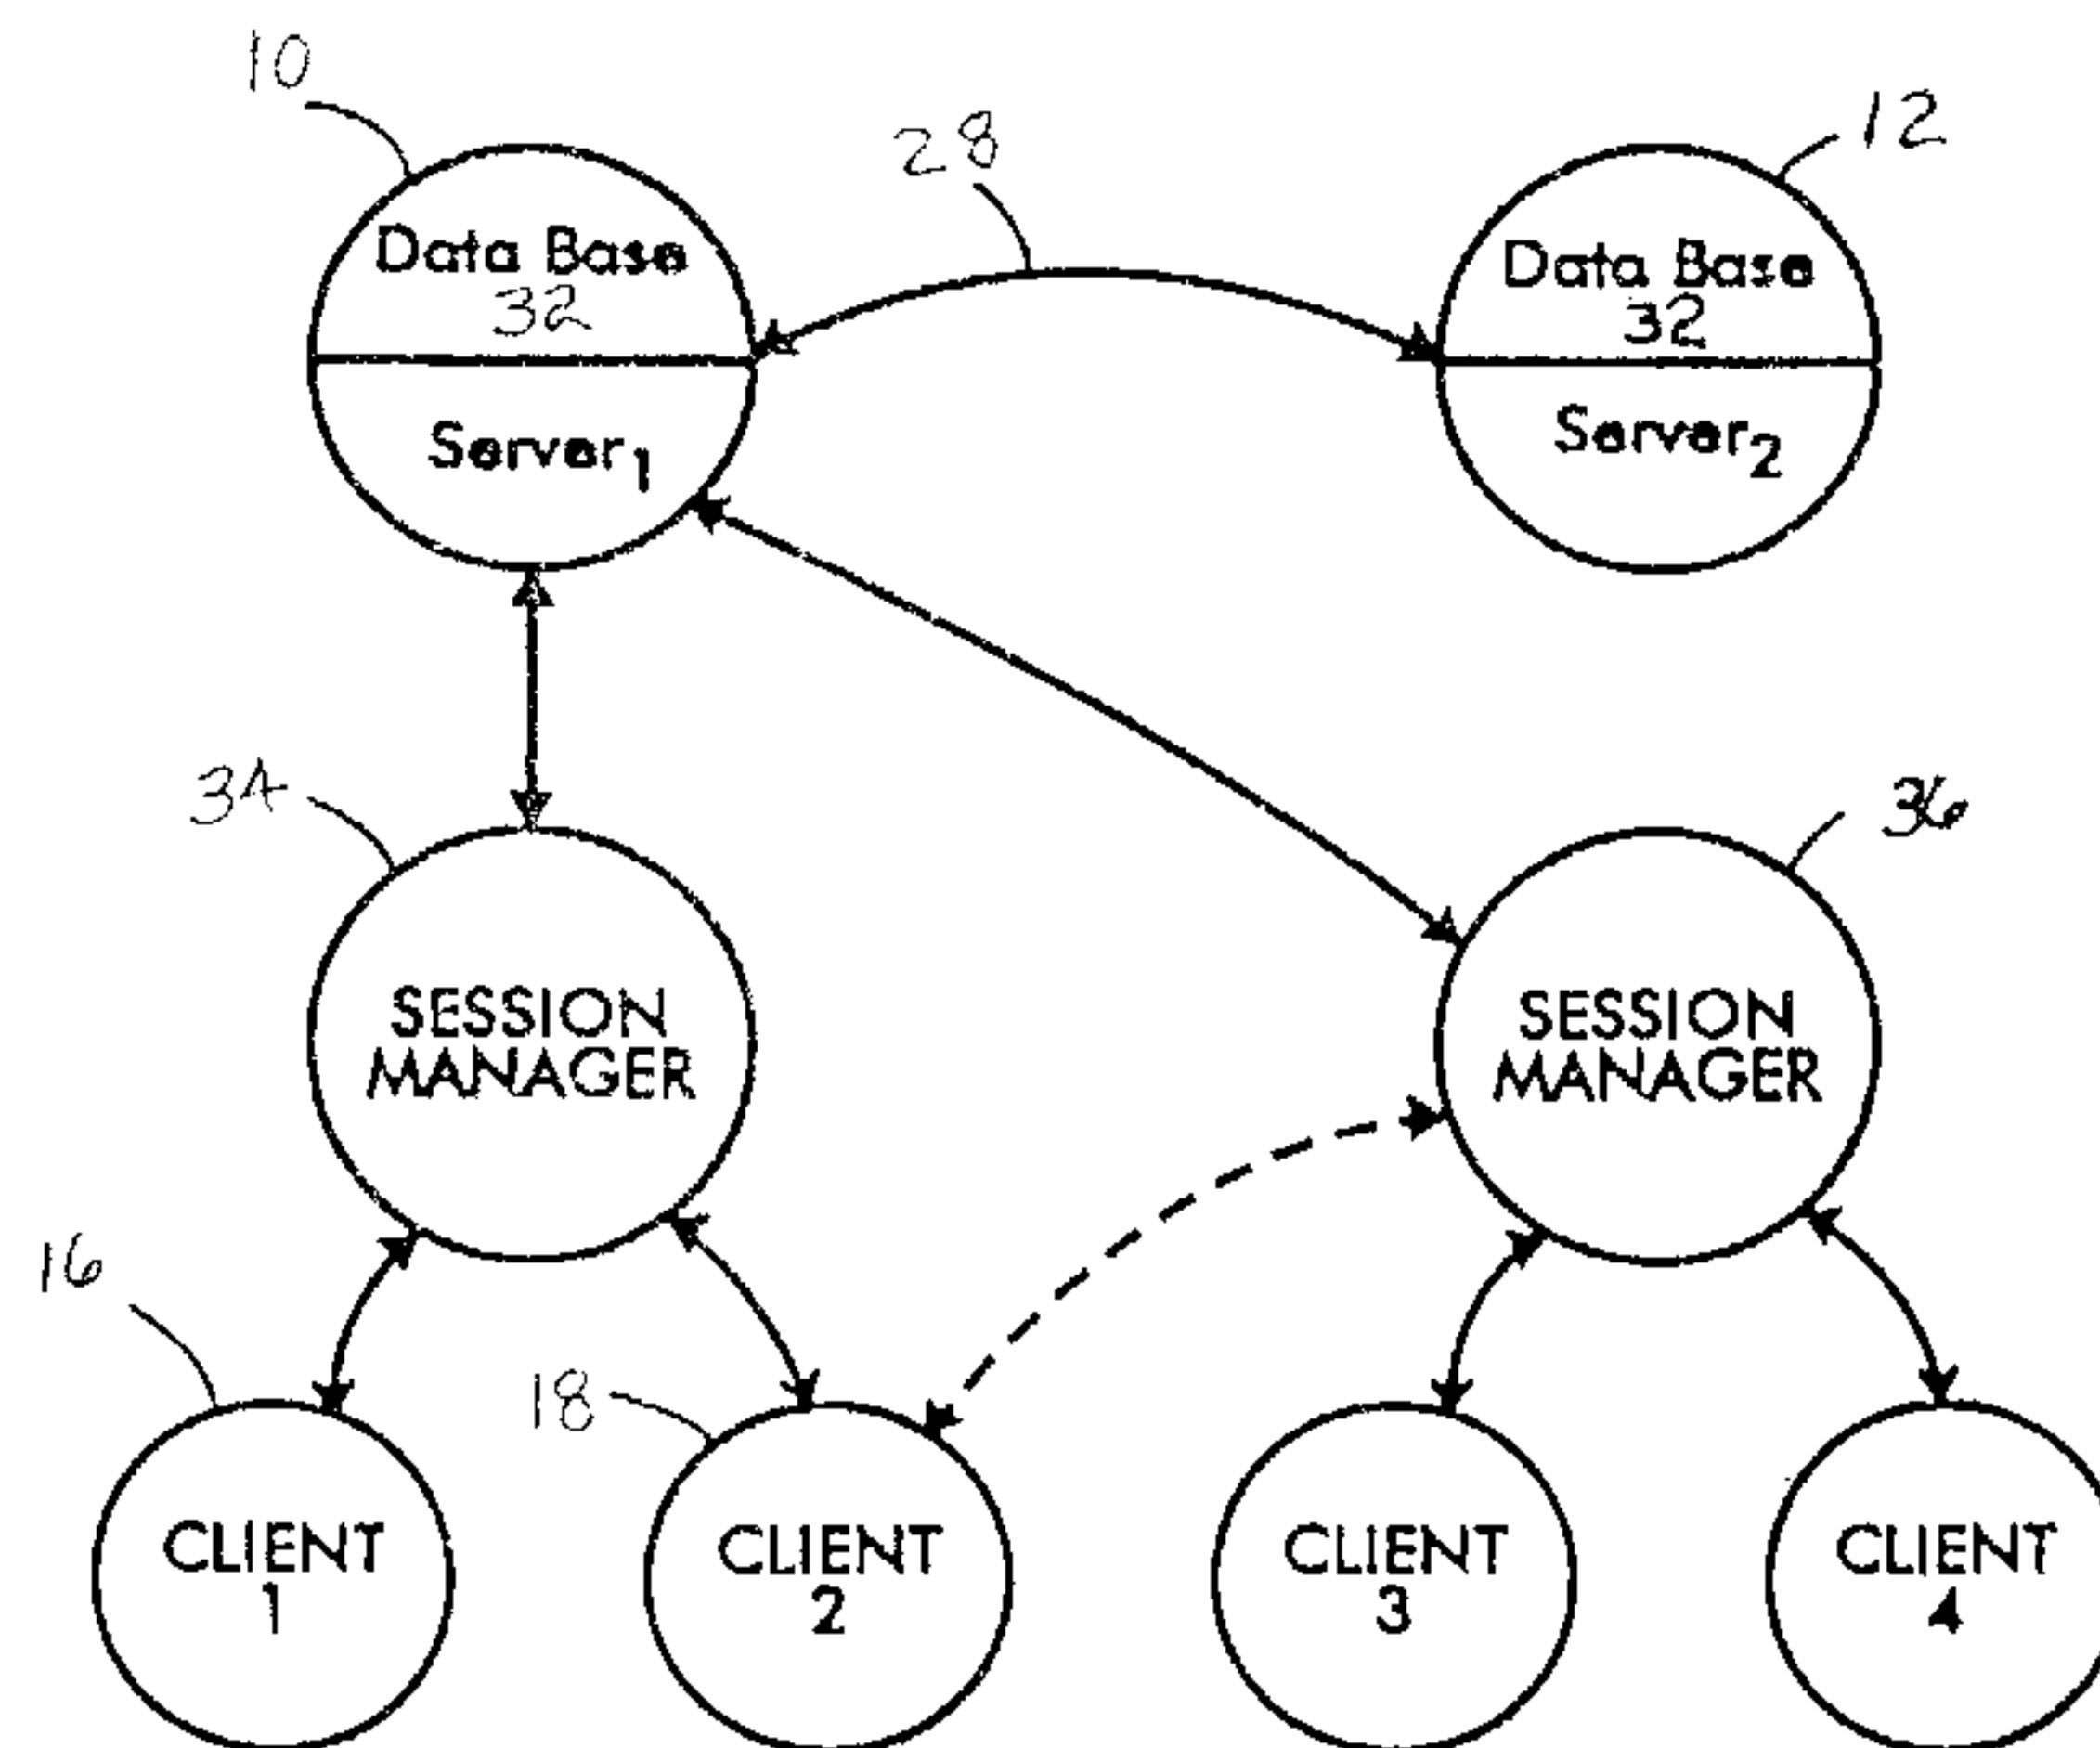 10
28
12
Data Base
32
Server1
Data Base
32
Server2
34
36
SESSION
MANAGER
SESSION
MANAGER
16
18
CLIENT
1
CLIENT
2
CLIENT
3
CLIENT
4